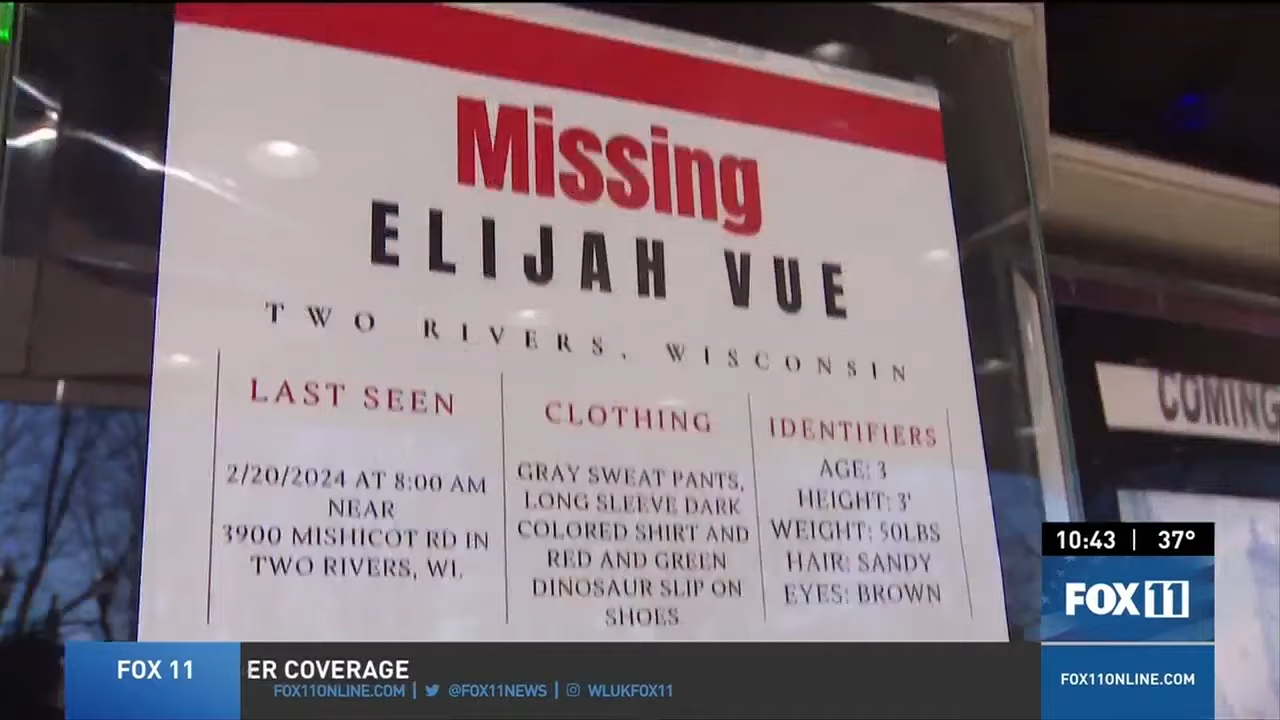 Missing
ELIJAH VUE
TWO RIVERS, WISCONSIN
LAST SEEN
2/20/2024 AT 8:00 AM
NEAR
3900 MISHICOT RD IN
TWO RIVERS, WI.
CLOTHING
GRAY SWEAT PANTS,
LONG SLEEVE DARK
COLORED SHIRT AND
RED AND GREEN
DINOSAUR SLIP ON
SHOES
IDENTIFIERS
AGE: 3
HEIGHT: 3'
WEIGHT: 50LBS
HAIR: SANDY
EYES: BROWN
COMING
10:43 | 37°
FOX 11
FOX11ONLINE.COM
FOX 11
ER COVERAGE
FOX11ONLINE.COM | @FOX11NEWS | WLUKFOX11